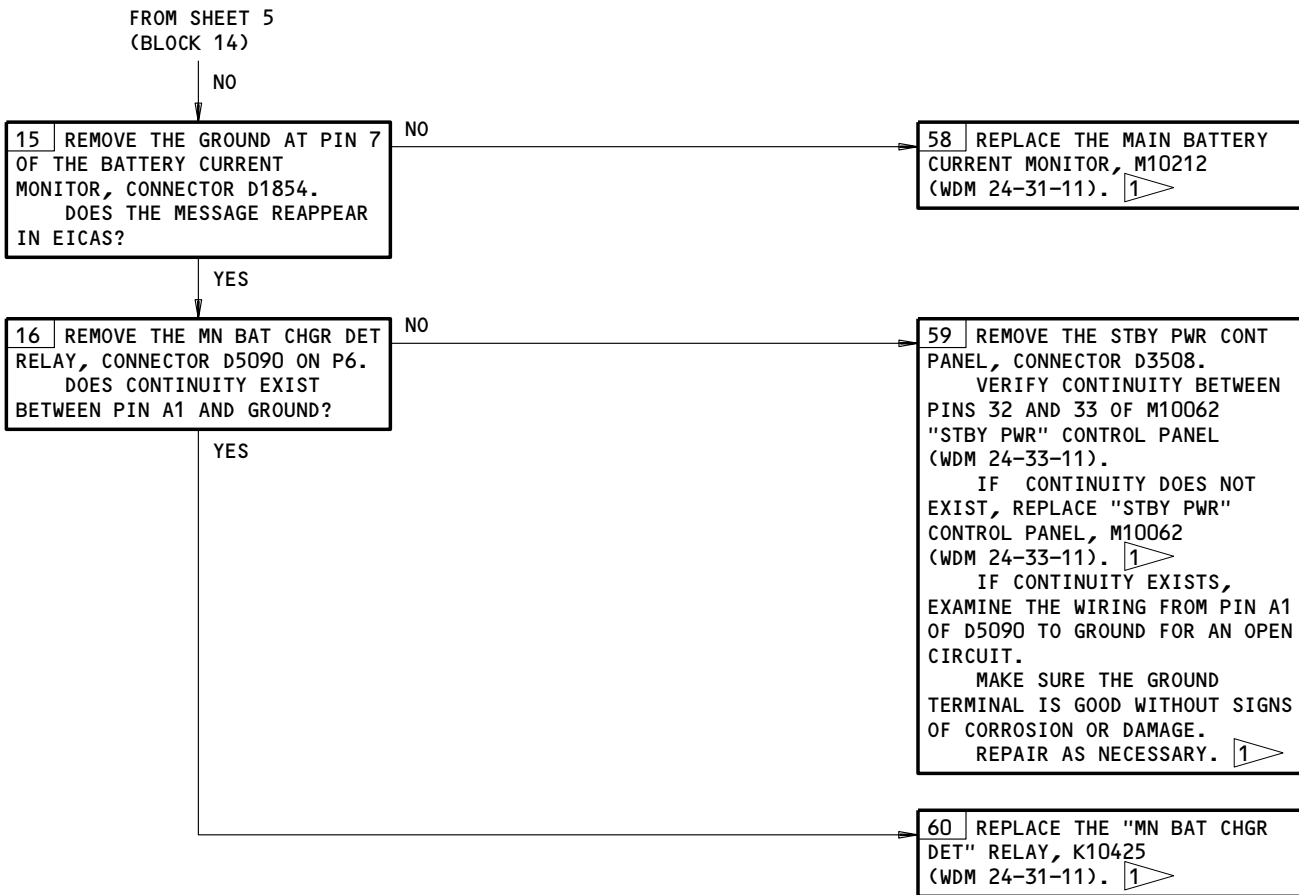 FROM SHEET 5
(BLOCK 14)
NO
15 REMOVE THE GROUND AT PIN 7
OF THE BATTERY CURRENT
MONITOR, CONNECTOR D1854.
DOES THE MESSAGE REAPPEAR
IN EICAS?
NO
58 REPLACE THE MAIN BATTERY
CURRENT MONITOR, M10212
(WDM 24-31-11). 1
YES
16 REMOVE THE MN BAT CHGR DET
RELAY, CONNECTOR D5090 ON P6.
DOES CONTINUITY EXIST
BETWEEN PIN A1 AND GROUND?
NO
59 REMOVE THE STBY PWR CONT
PANEL, CONNECTOR D3508.
VERIFY CONTINUITY BETWEEN
PINS 32 AND 33 OF M10062
"STBY PWR" CONTROL PANEL
(WDM 24-33-11).
IF CONTINUITY DOES NOT
EXIST, REPLACE "STBY PWR"
CONTROL PANEL, M10062
(WDM 24-33-11). 1
IF CONTINUITY EXISTS,
EXAMINE THE WIRING FROM PIN A1
OF D5090 TO GROUND FOR AN OPEN
CIRCUIT.
MAKE SURE THE GROUND
TERMINAL IS GOOD WITHOUT SIGNS
OF CORROSION OR DAMAGE.
REPAIR AS NECESSARY. 1
YES
60 REPLACE THE "MN BAT CHGR
DET" RELAY, K10425
(WDM 24-31-11). 1